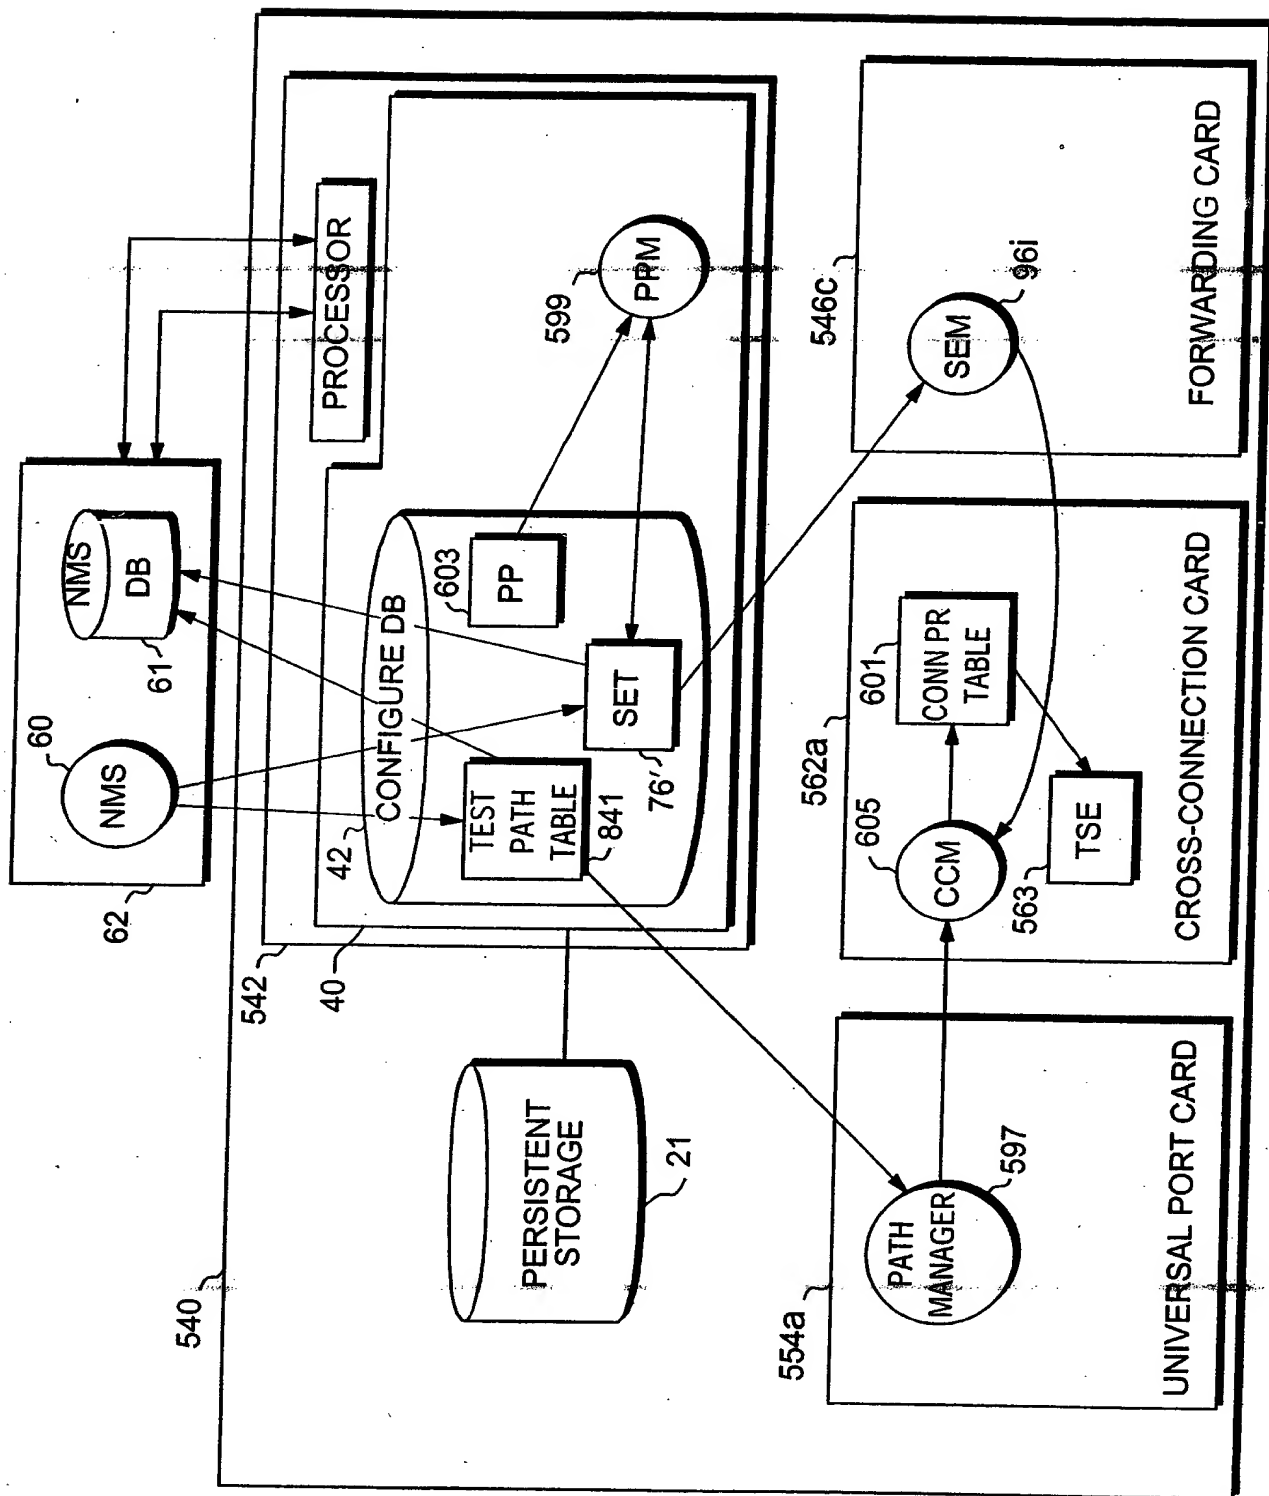 60
NMS
NMS
DB
61
62
540
542
40
42
PROCESSOR
CONFIGURE DB
603
PP
599
PPM
TEST
PATH
TABLE
841
SET
76'
PERSISTENT
STORAGE
21
554a
PATH
MANAGER
597
UNIVERSAL PORT CARD
562a
605
CCM
601
CONN PR
TABLE
563
TSE
CROSS-CONNECTION CARD
546c
SEM
96i
FORWARDING CARD